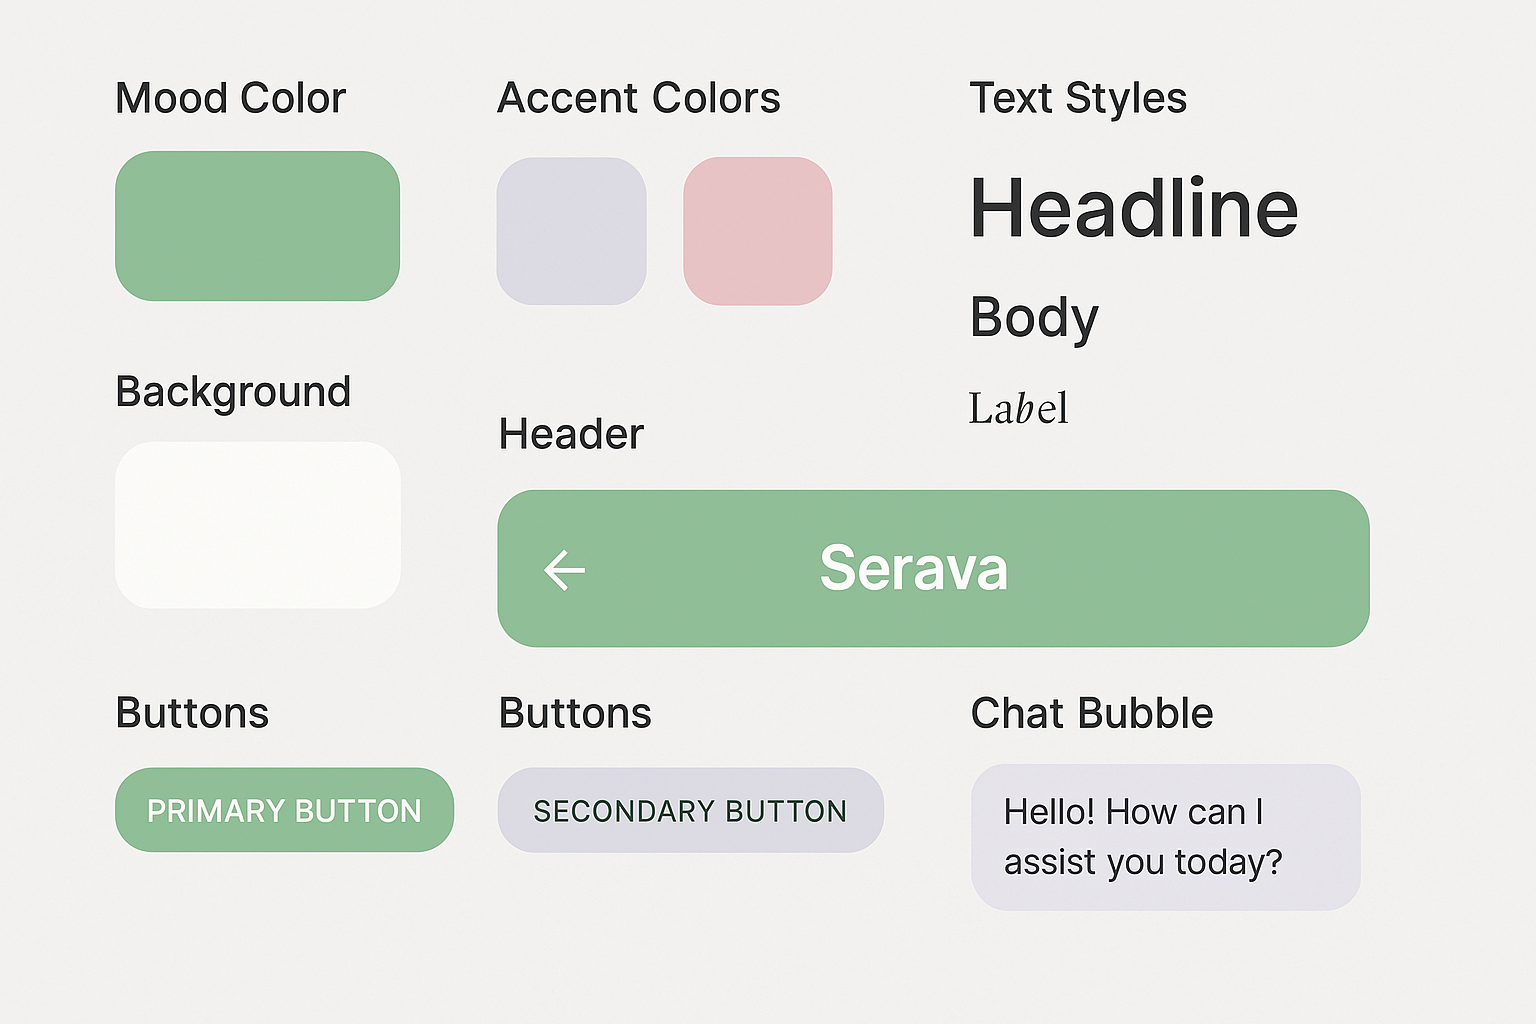 Mood Color
Accent Colors
Text Styles
Headline
Body
Label
Background
Header
Serava
Buttons
PRIMARY BUTTON
Buttons
SECONDARY BUTTON
Chat Bubble
Hello! How can I
assist you today?